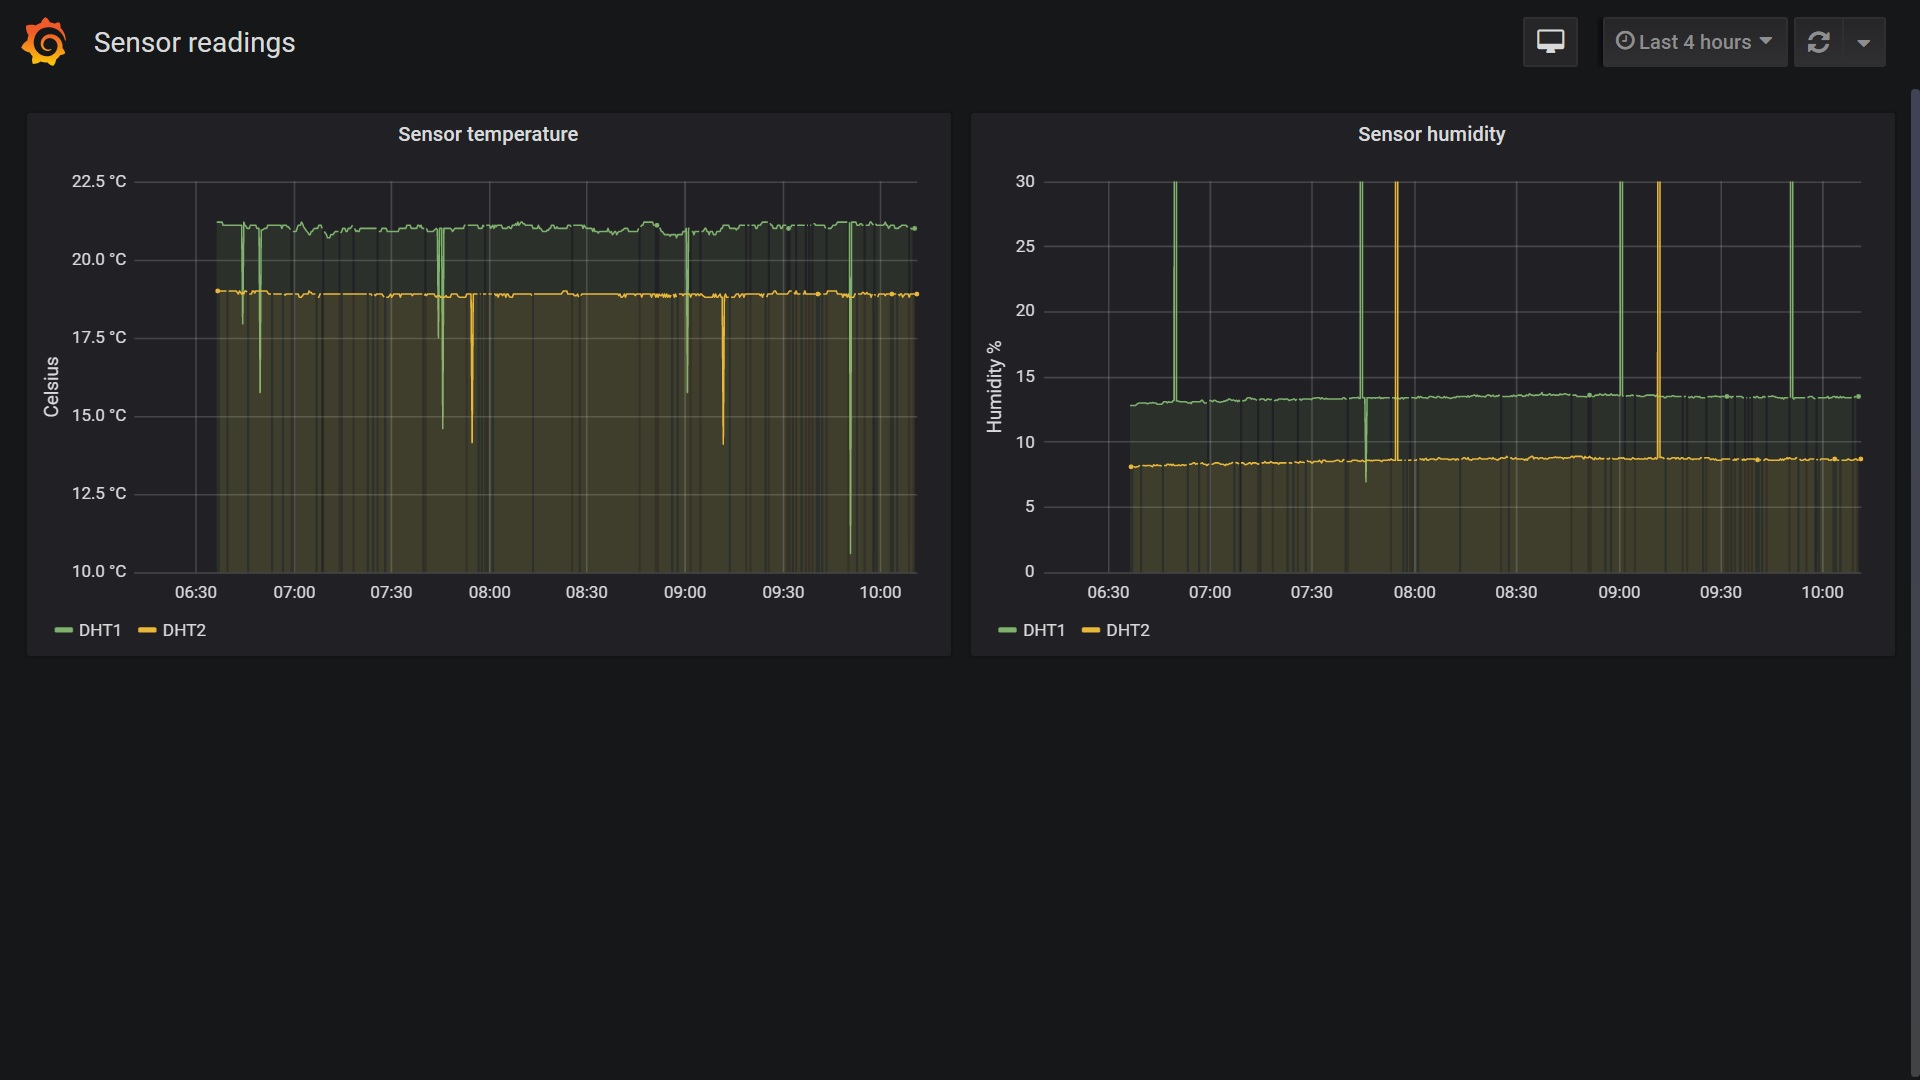 Sensor readings
Last 4 hours
Sensor temperature
22.5 °C
20.0 °C
17.5 °C
15.0 °C
12.5 °C
10.0 °C
Celsius
06:30 07:00 07:30 08:00 08:30 09:00 09:30 10:00
DHT1 DHT2
Sensor humidity
30
25
20
15
10
5
0
Humidity %
06:30 07:00 07:30 08:00 08:30 09:00 09:30 10:00
DHT1 DHT2